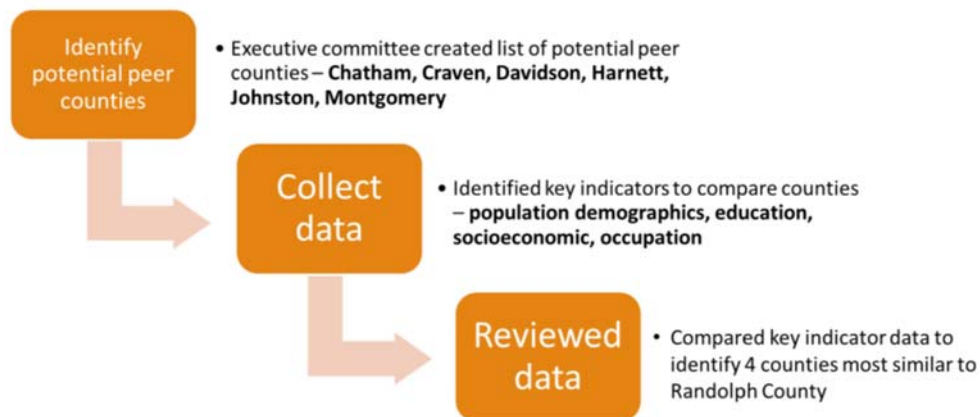 Identify
potential peer
counties
• Executive committee created list of potential peer
counties – Chatham, Craven, Davidson, Harnett,
Johnston, Montgomery
Collect
data
• Identified key indicators to compare counties
– population demographics, education,
socioeconomic, occupation
Reviewed
data
• Compared key indicator data to
identify 4 counties most similar to
Randolph County